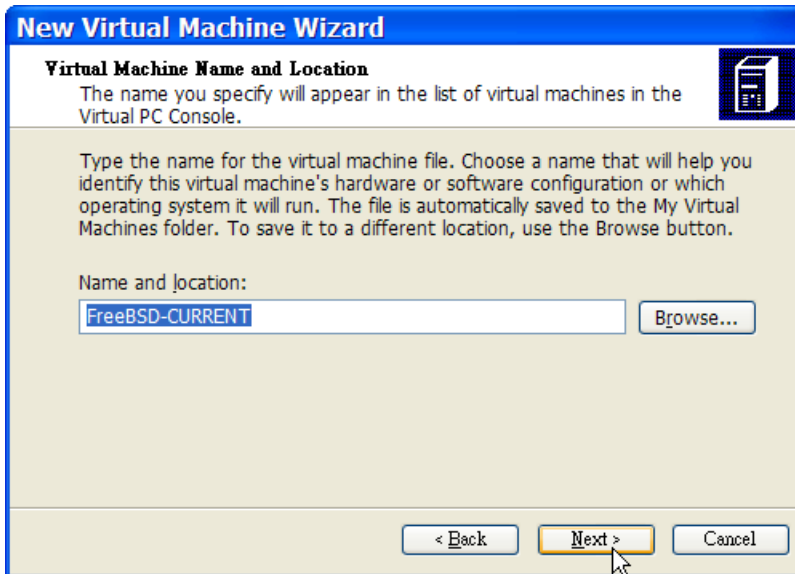 New Virtual Machine Wizard
Virtual Machine Name and Location
The name you specify will appear in the list of virtual machines in the
Virtual PC Console.
Type the name for the virtual machine file. Choose a name that will help you
identify this virtual machine's hardware or software configuration or which
operating system it will run. The file is automatically saved to the My Virtual
Machines folder. To save it to a different location, use the Browse button.
Name and location:
FreeBSD-CURRENT
Browse...
< Back
Next >
Cancel